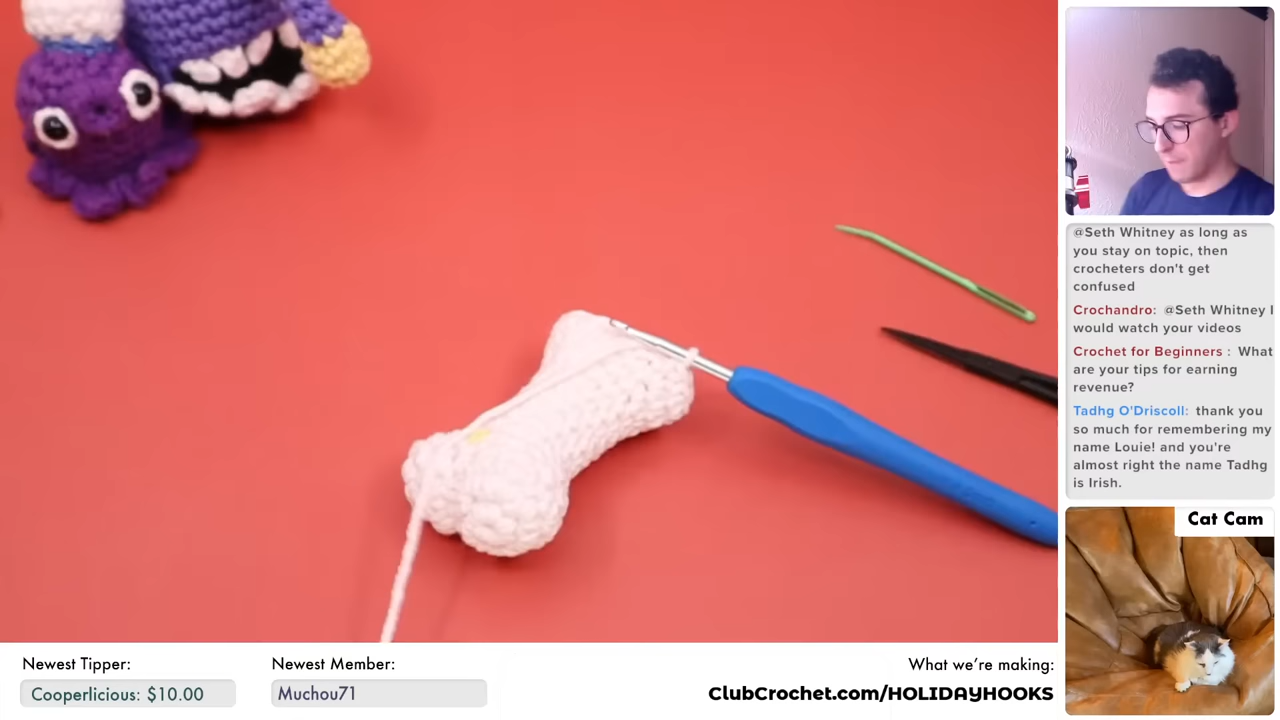 @Seth Whitney as long as
you stay on topic, then
crocheters don't get
confused
Crochandro: @Seth Whitney I
would watch your videos
Crochet for Beginners : What
are your tips for earning
revenue?
Tadhg O'Driscoll: thank you
so much for remembering my
name Louie! and you're
almost right the name Tadhg
is Irish.
Cat Cam
Newest Tipper:
Cooperlicious: $10.00
Newest Member:
Muchou71
What we're making:
ClubCrochet.com/HOLIDAYHOOKS